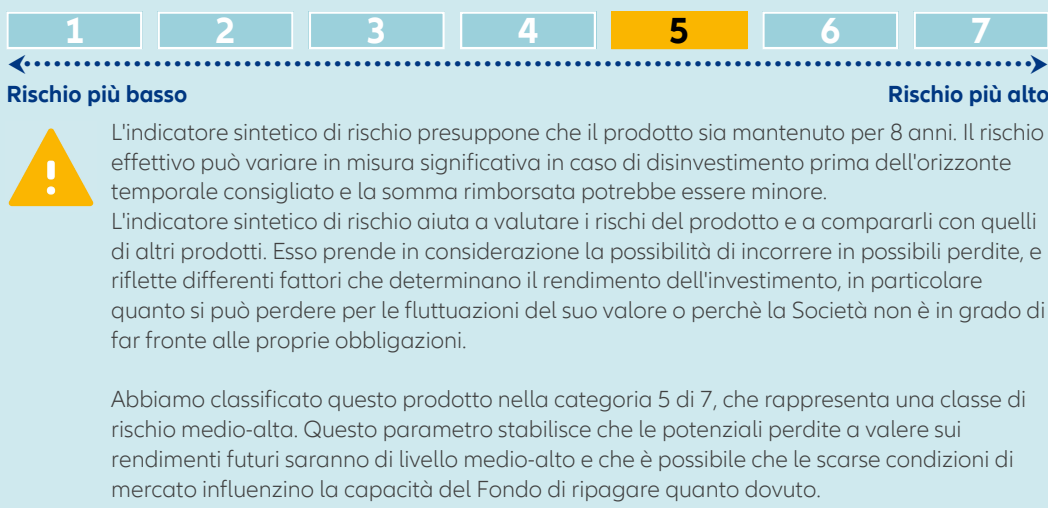 1 2 3 4 5 6 7
Rischio più basso Rischio più alto
L'indicatore sintetico di rischio presuppone che il prodotto sia mantenuto per 8 anni. Il rischio
effettivo può variare in misura significativa in caso di disinvestimento prima dell'orizzonte
temporale consigliato e la somma rimborsata potrebbe essere minore.
L'indicatore sintetico di rischio aiuta a valutare i rischi del prodotto e a compararli con quelli
di altri prodotti. Esso prende in considerazione la possibilità di incorrere in possibili perdite, e
riflette differenti fattori che determinano il rendimento dell'investimento, in particolare
quanto si può perdere per le fluttuazioni del suo valore o perchè la Società non è in grado di
far fronte alle proprie obbligazioni.
Abbiamo classificato questo prodotto nella categoria 5 di 7, che rappresenta una classe di
rischio medio-alta. Questo parametro stabilisce che le potenziali perdite a valere sui
rendimenti futuri saranno di livello medio-alto e che è possibile che le scarse condizioni di
mercato influenzino la capacità del Fondo di ripagare quanto dovuto.